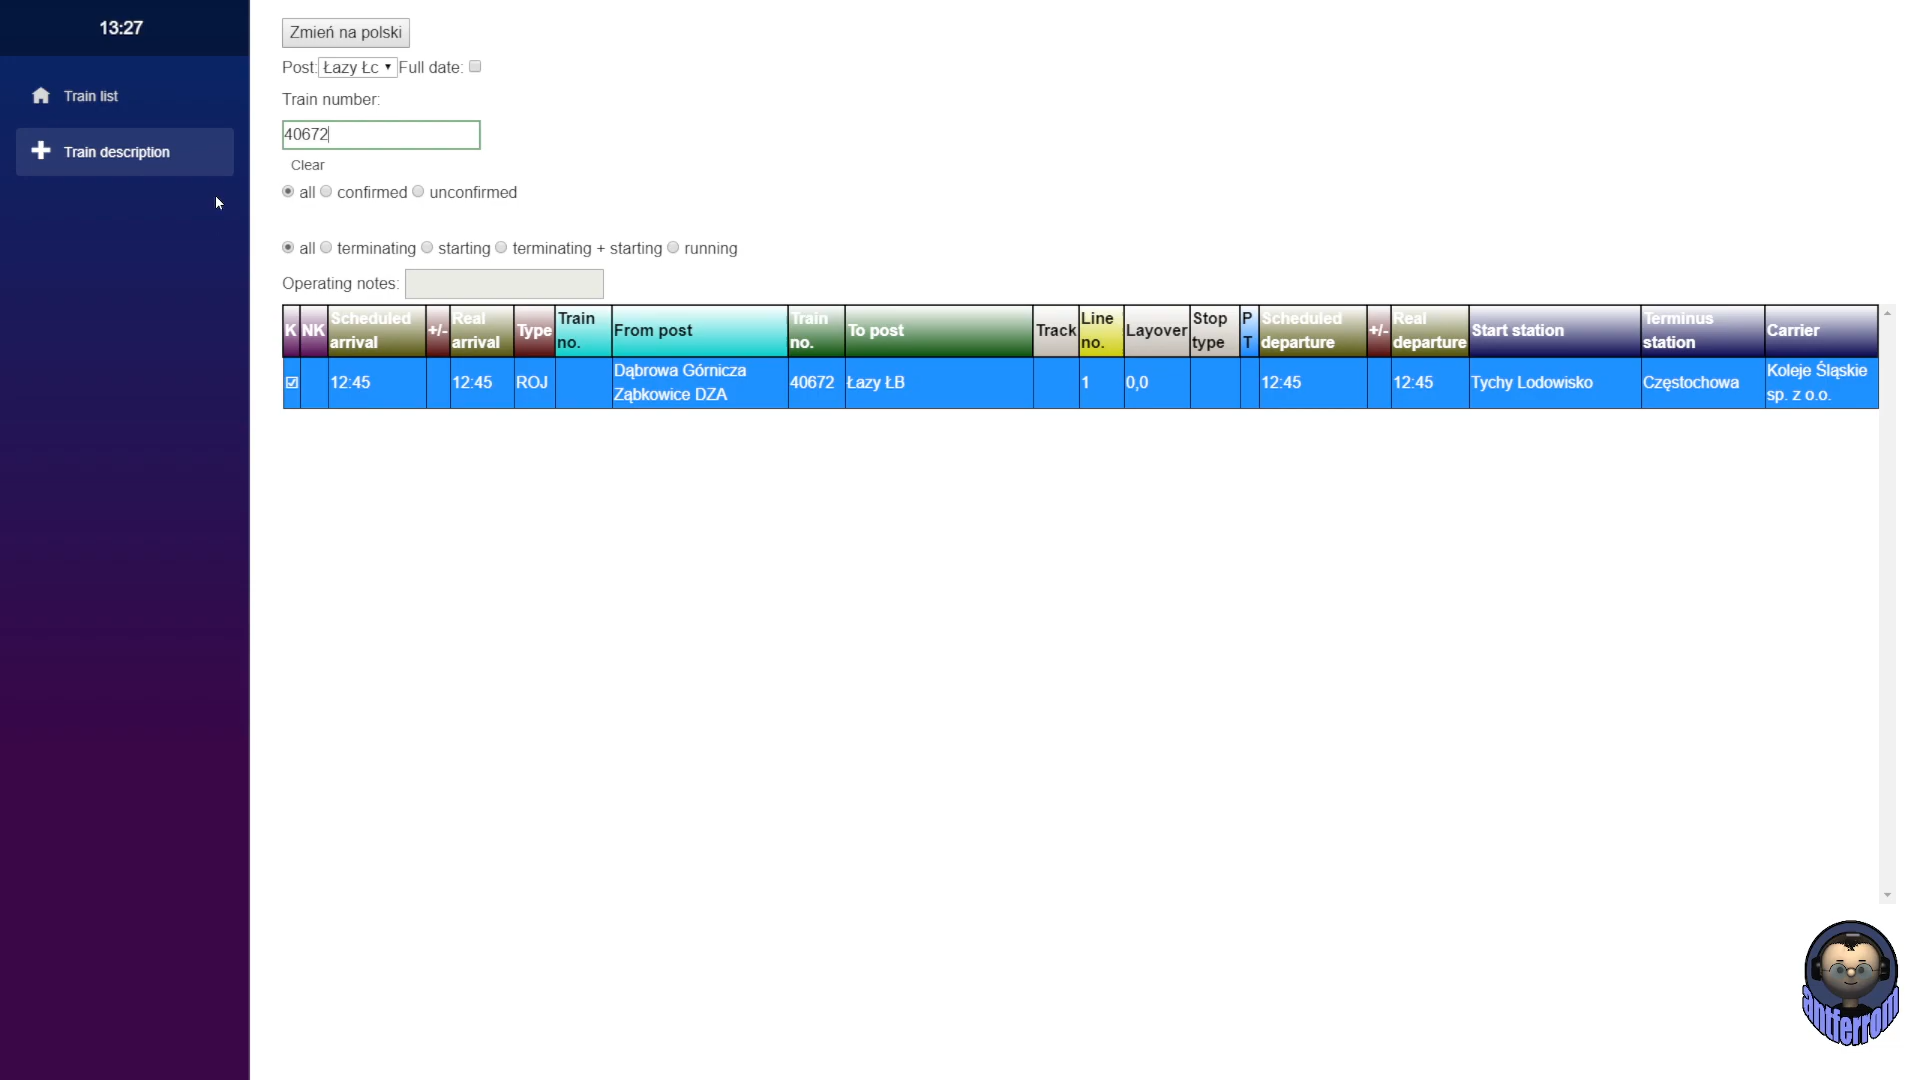 13:27
Train list
Train description
Zmień na polski
Post: Łazy Łc Full date:
Train number:
40672
Clear
all confirmed unconfirmed
all terminating starting terminating + starting running
Operating notes:
K NK Scheduled arrival +/- Real arrival Type Train no. From post Train no. To post Track Line no. Layover Stop type P T Scheduled departure +/- Real departure Start station Terminus station Carrier
12:45 12:45 ROJ Dąbrowa Górnicza Ząbkowice DZA 40672 Łazy ŁB 1 0,0 12:45 12:45 Tychy Lodowisko Częstochowa Koleje Śląskie sp. z o.o.
antferrom